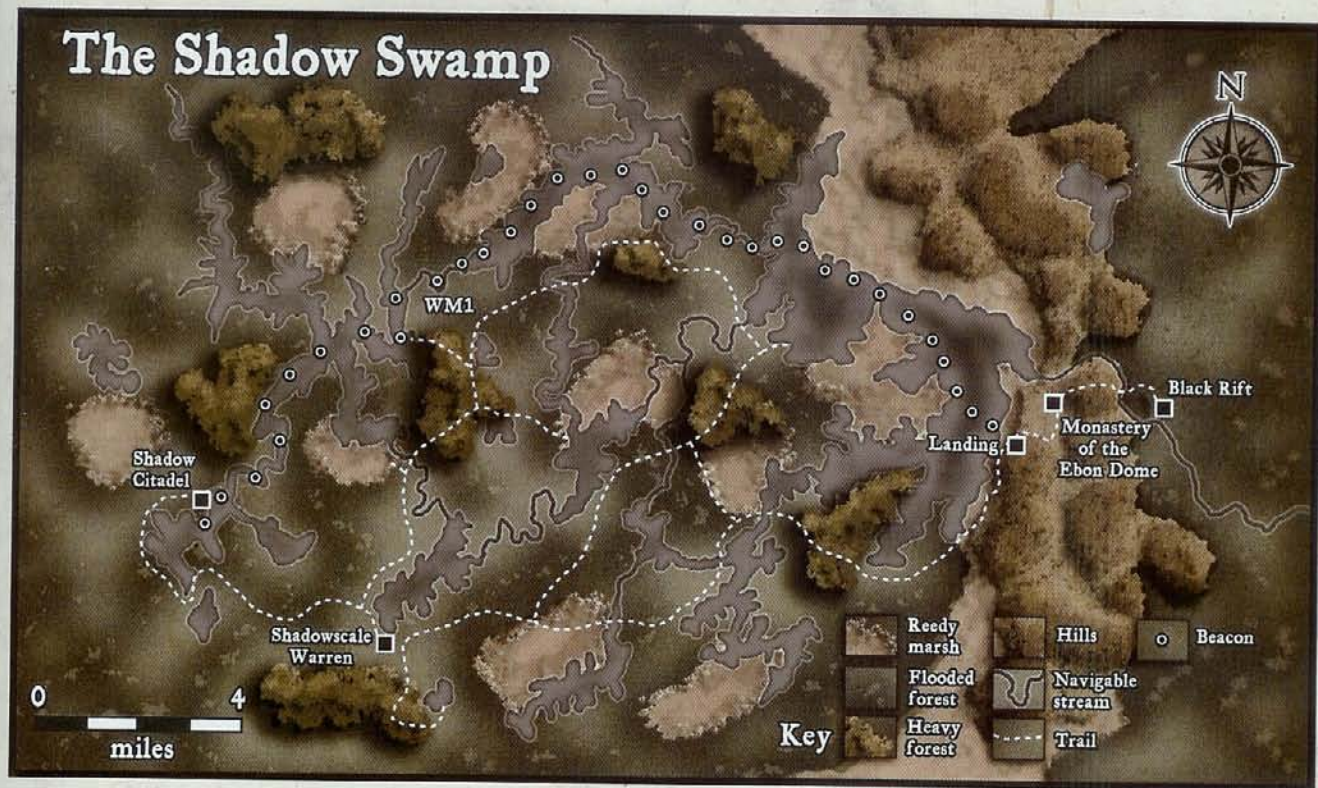 The Shadow Swamp
N
WM1
Black Rift
Landing
Monastery
of the
Ebon Dome
Shadow
Citadel
Shadowscale
Warren
0 4
miles
Key
Reedy
marsh
Flooded
forest
Heavy
forest
Hills
Navigable
stream
Trail
Beacon